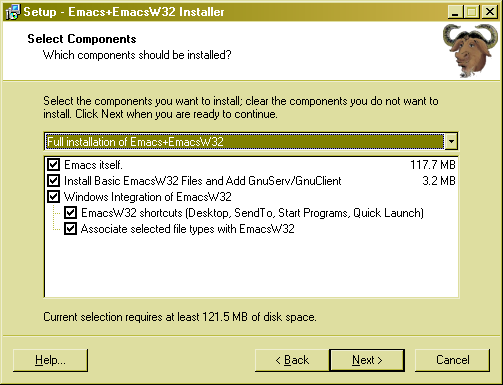 Setup - Emacs+EmacsW32 Installer
Select Components
Which components should be installed?
Select the components you want to install; clear the components you do not want to
install. Click Next when you are ready to continue.
Full installation of Emacs+EmacsW32
Emacs itself. 117.7 MB
Install Basic EmacsW32 Files and Add GnuServ/GnuClient 3.2 MB
Windows Integration of EmacsW32
EmacsW32 shortcuts (Desktop, SendTo, Start Programs, Quick Launch)
Associate selected file types with EmacsW32
Current selection requires at least 121.5 MB of disk space.
Help... < Back Next > Cancel